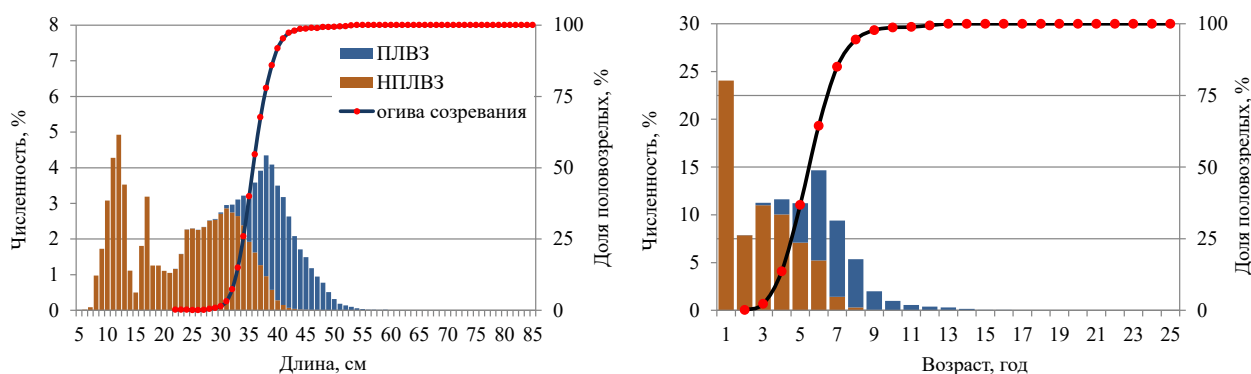 8
7
6
5
4
3
2
1
0
Численность, %
ПЛВЗ
НПЛВЗ
огива созревания
100
75
50
25
0
Доля половозрелых, %
5 10 15 20 25 30 35 40 45 50 55 60 65 70 75 80 85
Длина, см
30
25
20
15
10
5
0
Численность, %
100
75
50
25
0
Доля половозрелых, %
1 3 5 7 9 11 13 15 17 19 21 23 25
Возраст, год